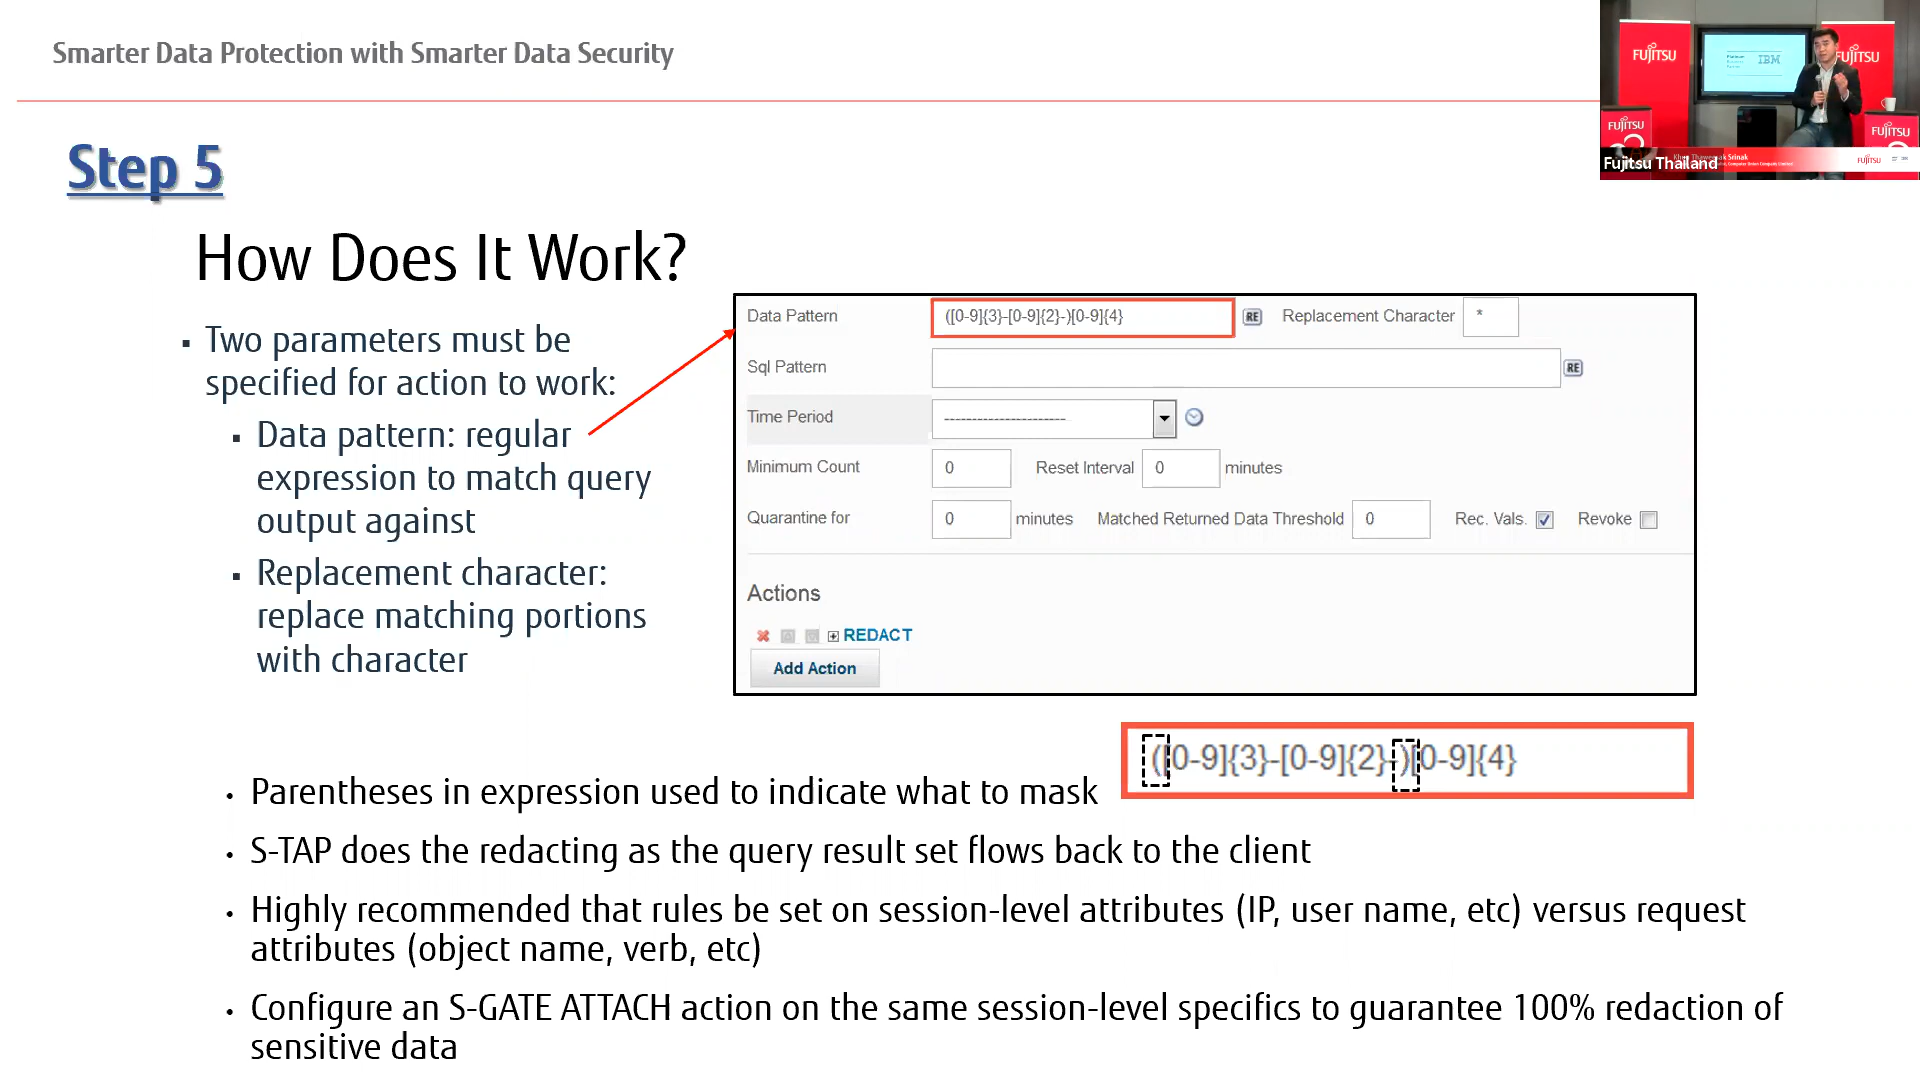 Smarter Data Protection with Smarter Data Security
FUJITSU
IBM
FUJITSU
FUJITSU
FUJITSU
Fujitsu Thailand
FUJITSU
Step 5
How Does It Work?
▪ Two parameters must be
specified for action to work:
▪ Data pattern: regular
expression to match query
output against
▪ Replacement character:
replace matching portions
with character
Data Pattern ([0-9]{3}-[0-9]{2}-)[0-9]{4} RE Replacement Character *
Sql Pattern RE
Time Period ----------------------
Minimum Count 0 Reset Interval 0 minutes
Quarantine for 0 minutes Matched Returned Data Threshold 0 Rec. Vals. Revoke
Actions
REDACT
Add Action
([0-9]{3}-[0-9]{2}-)[0-9]{4}
• Parentheses in expression used to indicate what to mask
• S-TAP does the redacting as the query result set flows back to the client
• Highly recommended that rules be set on session-level attributes (IP, user name, etc) versus request
attributes (object name, verb, etc)
• Configure an S-GATE ATTACH action on the same session-level specifics to guarantee 100% redaction of
sensitive data